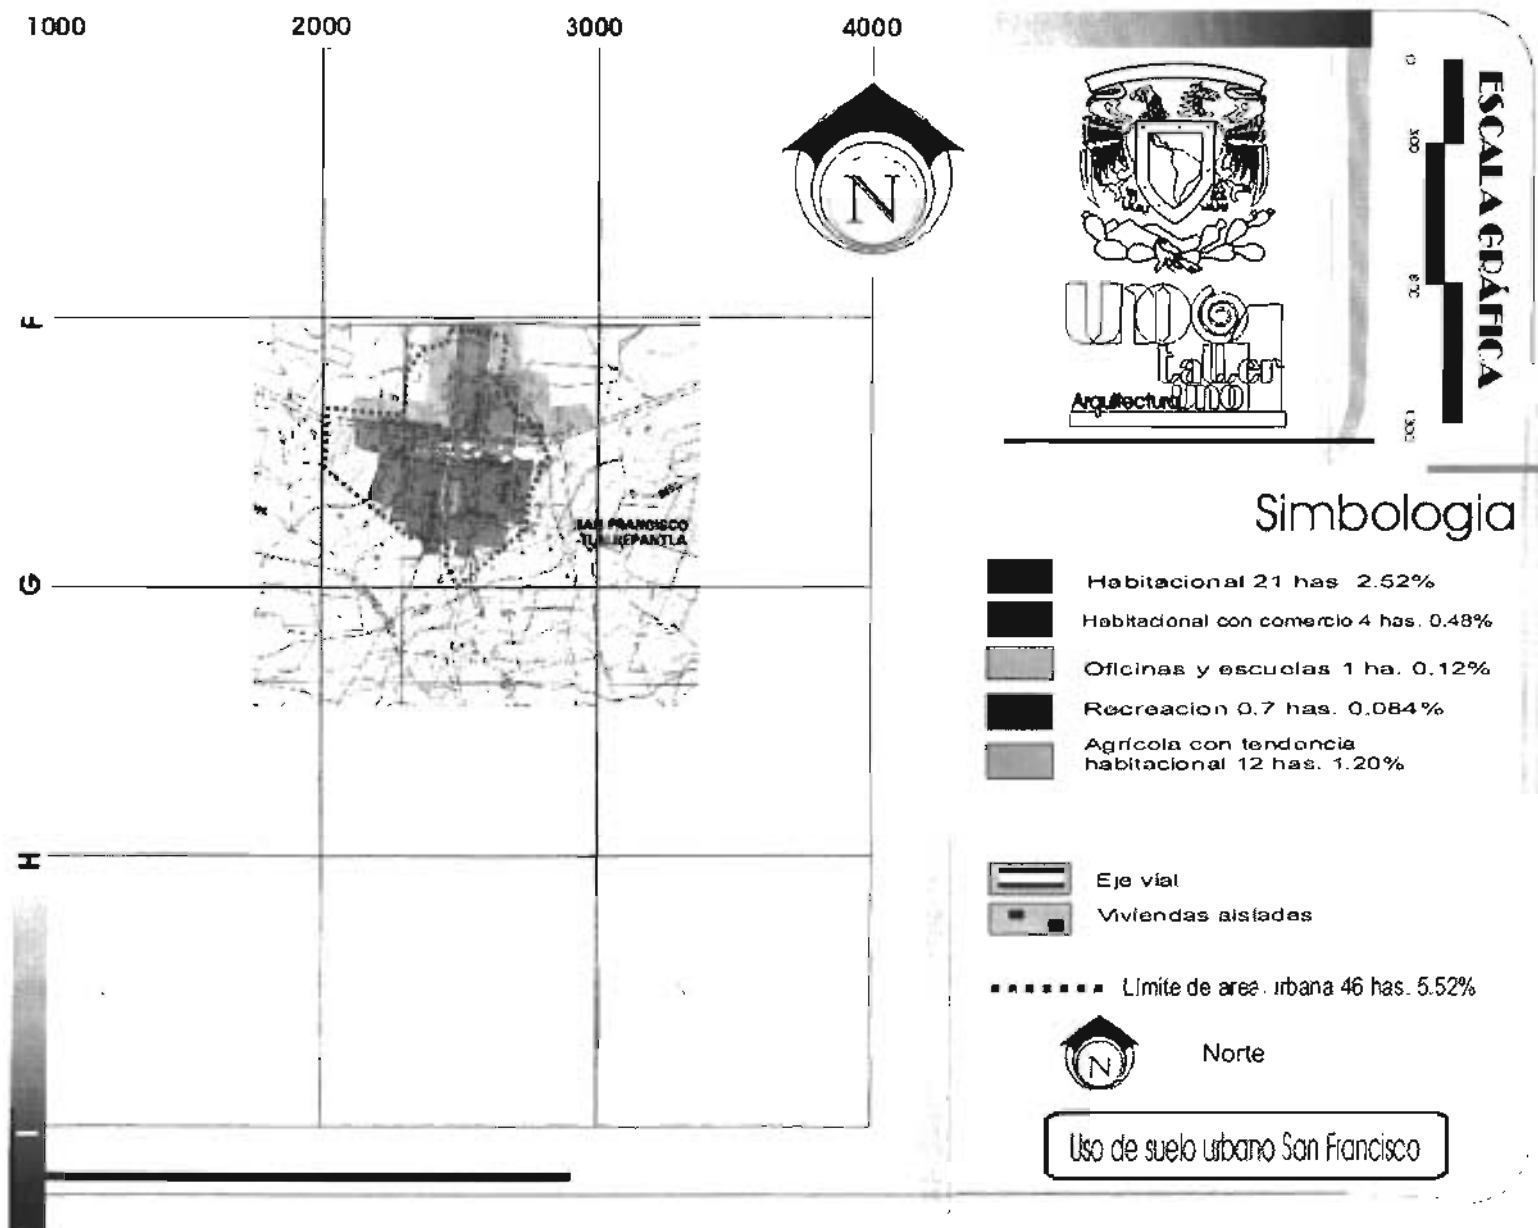 1000 2000 3000 4000
F
G
H
I
SAN FRANCISCO
N
taller
uno
Arquitectura
ESCALA GRÁFICA
0
Simbologia
Habitacional 21 has 2.52%
Habitacional con comercio 4 has. 0.48%
Oficinas y escuelas 1 ha. 0.12%
Recreacion 0.7 has. 0.084%
Agrícola con tendencia
habitacional 12 has. 1.20%
Eje vial
Viviendas aisladas
Límite de area urbana 46 has. 5.52%
N
Norte
Uso de suelo urbano San Francisco